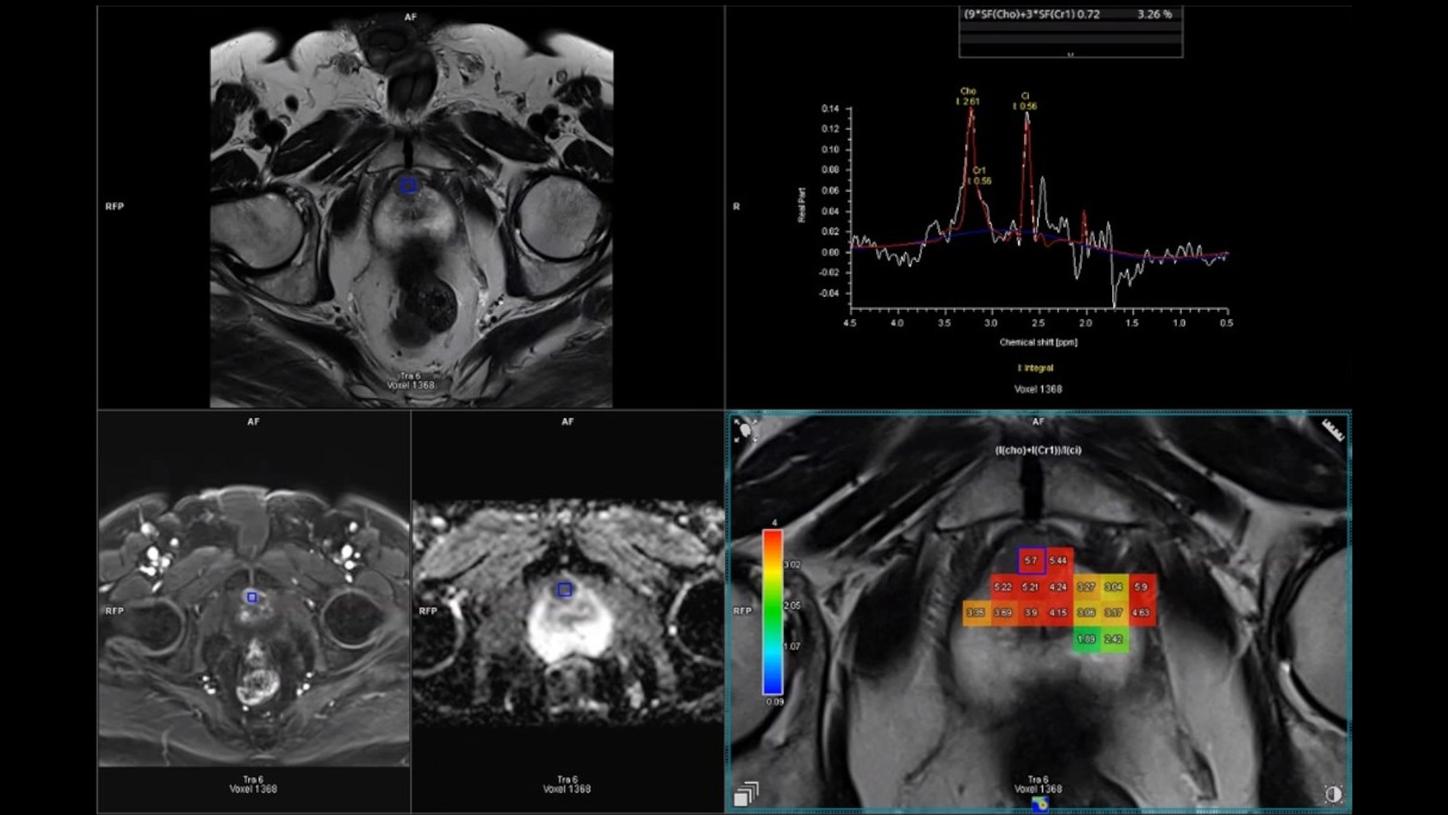 AF
RFP
Tra 6
Voxel 1368
(9*SF(Cho)+3*SF(Cr1) 0.72 3.26 %
R
Cho
I: 2.61
Ci
I: 0.56
Cr1
I: 0.56
0.14
0.12
0.10
0.08
0.06
0.04
0.02
0.00
-0.02
-0.04
Real Part
4.5 4.0 3.5 3.0 2.5 2.0 1.5 1.0 0.5
Chemical shift [ppm]
I: Integral
Voxel 1368
AF
RFP
Tra 6
Voxel 1368
AF
RFP
Tra 6
Voxel 1368
AF
(I(cho)+I(Cr1))/I(ci)
4
3.02
2.05
1.07
0.09
RFP
5.7 5.44
5.22 5.21 4.24 3.27 3.04 5.9
3.35 3.69 3.9 4.15 3.06 3.17 4.63
1.89 2.42
Tra 6
Voxel 1368